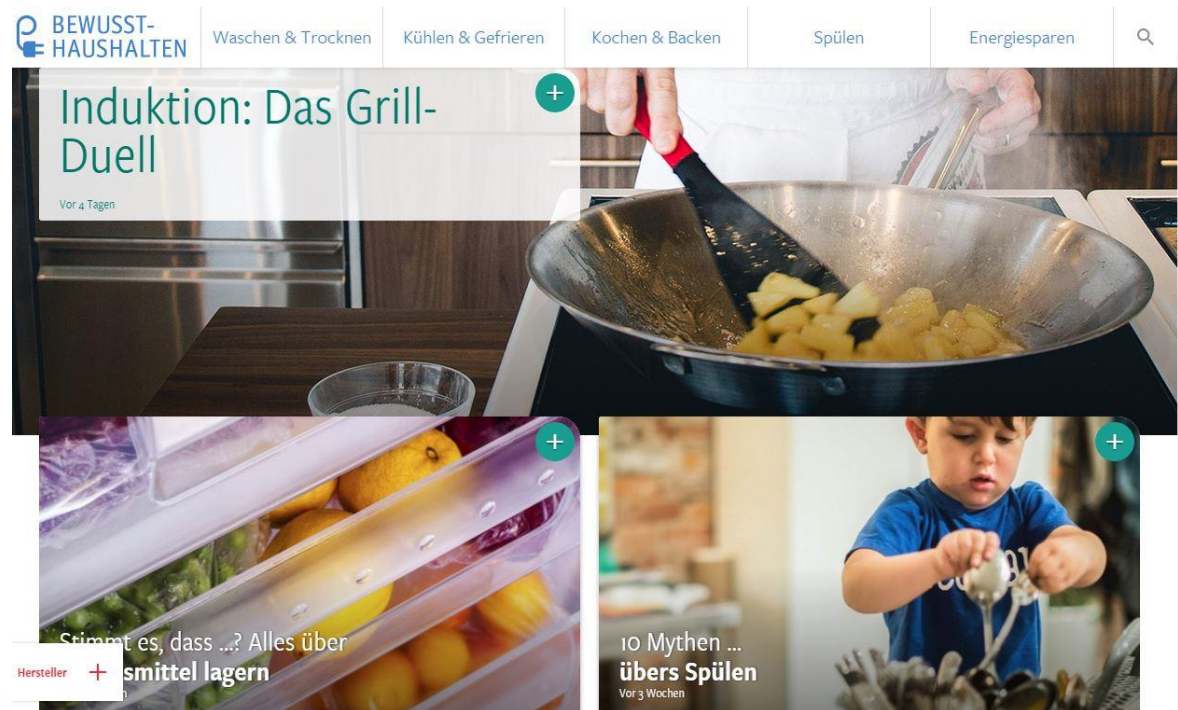 BEWUSST-
HAUSHALTEN
Waschen & Trocknen
Kühlen & Gefrieren
Kochen & Backen
Spülen
Energiesparen
Induktion: Das Grill-
Duell
Vor 4 Tagen
Stimmt es, dass ...? Alles über
smittel lagern
Hersteller
10 Mythen ...
übers Spülen
Vor 3 Wochen